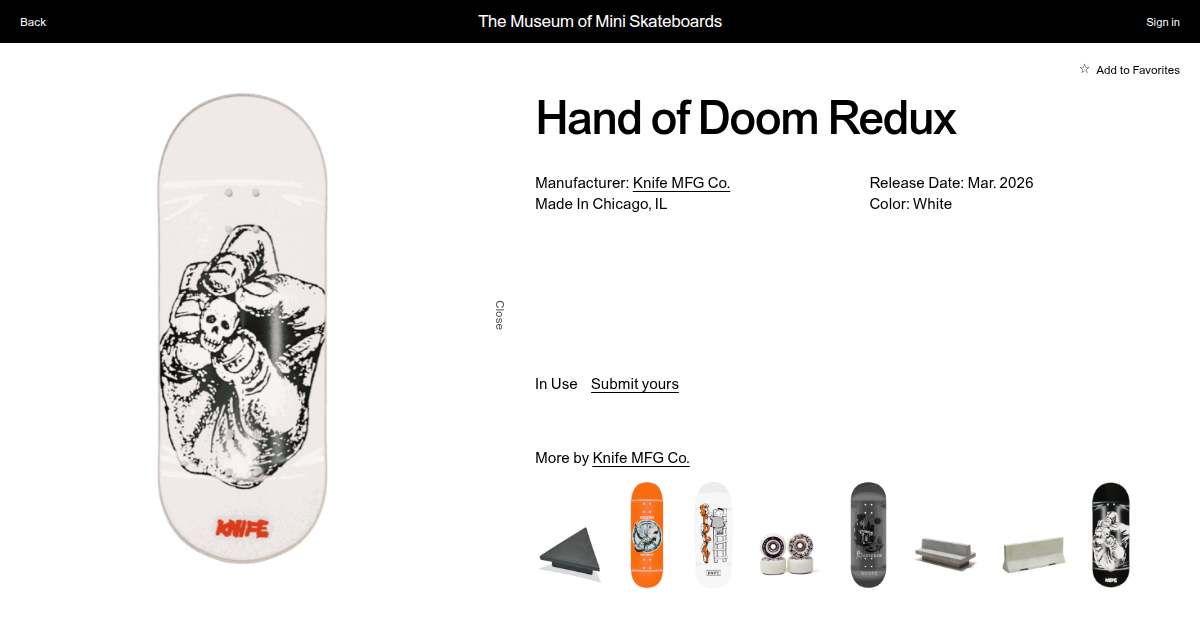 Back
The Museum of Mini Skateboards
Sign in
☆ Add to Favorites
Hand of Doom Redux
Manufacturer: Knife MFG Co.
Made In Chicago, IL
Release Date: Mar. 2026
Color: White
Close
KNIFE
In Use Submit yours
More by Knife MFG Co.